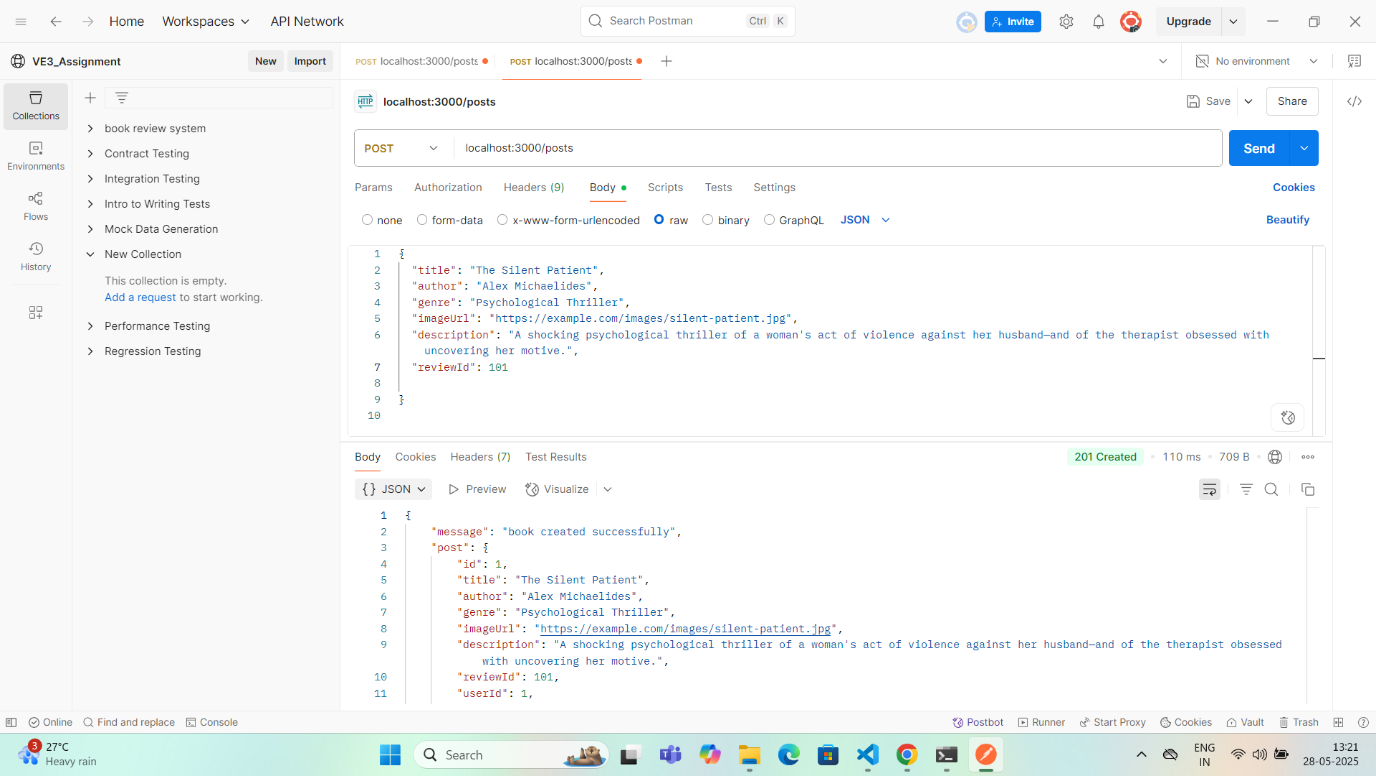 Home
Workspaces
API Network
Search Postman
Ctrl K
Invite
Upgrade
VE3_Assignment
New
Import
POST localhost:3000/posts
POST localhost:3000/posts
No environment
Collections
Environments
Flows
History
book review system
Contract Testing
Integration Testing
Intro to Writing Tests
Mock Data Generation
New Collection
This collection is empty.
Add a request to start working.
Performance Testing
Regression Testing
HTTP
localhost:3000/posts
Save
Share
POST
localhost:3000/posts
Send
Params
Authorization
Headers (9)
Body
Scripts
Tests
Settings
Cookies
none
form-data
x-www-form-urlencoded
raw
binary
GraphQL
JSON
Beautify
1 {
2 "title": "The Silent Patient",
3 "author": "Alex Michaelides",
4 "genre": "Psychological Thriller",
5 "imageUrl": "https://example.com/images/silent-patient.jpg",
6 "description": "A shocking psychological thriller of a woman's act of violence against her husband—and of the therapist obsessed with
uncovering her motive.",
7 "reviewId": 101
8
9 }
10
Body
Cookies
Headers (7)
Test Results
201 Created
110 ms
709 B
{} JSON
Preview
Visualize
1 {
2 "message": "book created successfully",
3 "post": {
4 "id": 1,
5 "title": "The Silent Patient",
6 "author": "Alex Michaelides",
7 "genre": "Psychological Thriller",
8 "imageUrl": "https://example.com/images/silent-patient.jpg",
9 "description": "A shocking psychological thriller of a woman's act of violence against her husband—and of the therapist obsessed
with uncovering her motive.",
10 "reviewId": 101,
11 "userId": 1,
Online
Find and replace
Console
Postbot
Runner
Start Proxy
Cookies
Vault
Trash
3
27°C
Heavy rain
Search
ENG
IN
13:21
28-05-2025